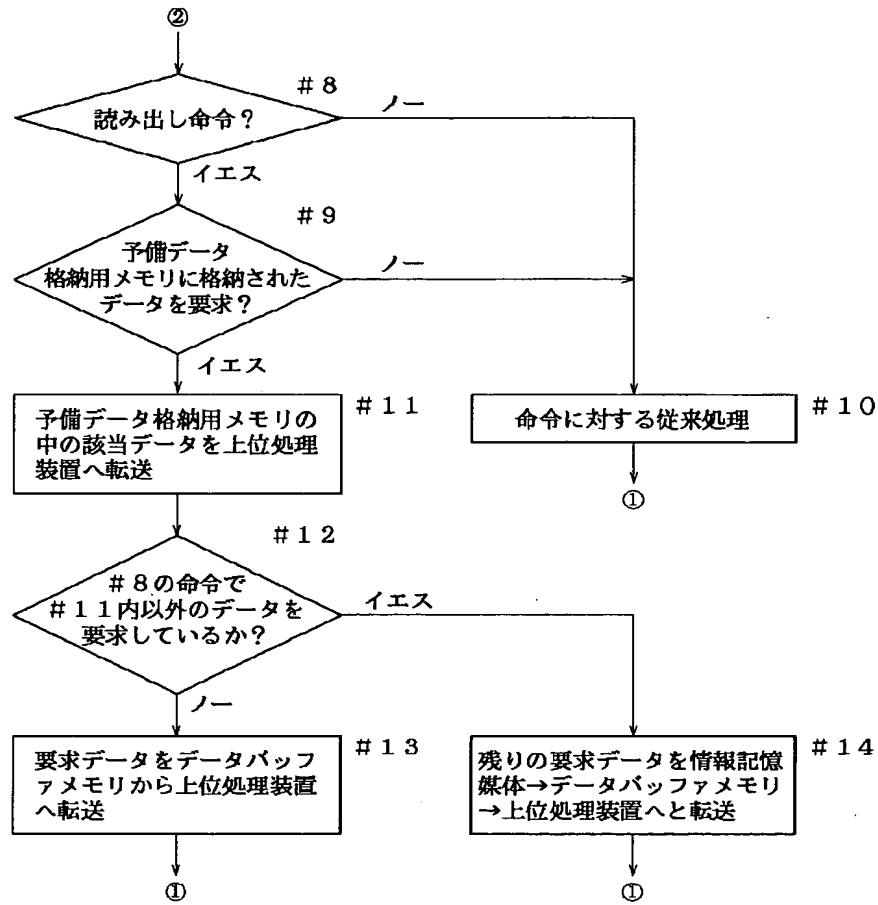 ②
#8
読み出し命令?
ノー
イエス
#9
予備データ
格納用メモリに格納された
データを要求?
ノー
イエス
#11
予備データ格納用メモリの
中の該当データを上位処理
装置へ転送
命令に対する従来処理
#10
①
#12
#8の命令で
#11内以外のデータを
要求しているか?
イエス
ノー
要求データをデータバッフ
ァメモリから上位処理装置
へ転送
#13
①
残りの要求データを情報記憶
媒体→データバッファメモリ
→上位処理装置へと転送
#14
①